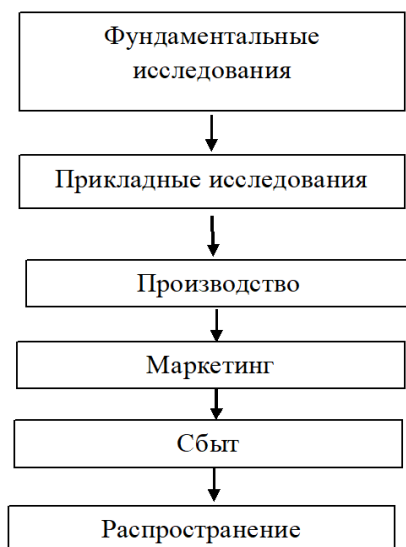 Фундаментальные
исследования
Прикладные исследования
Производство
Маркетинг
Сбыт
Распространение